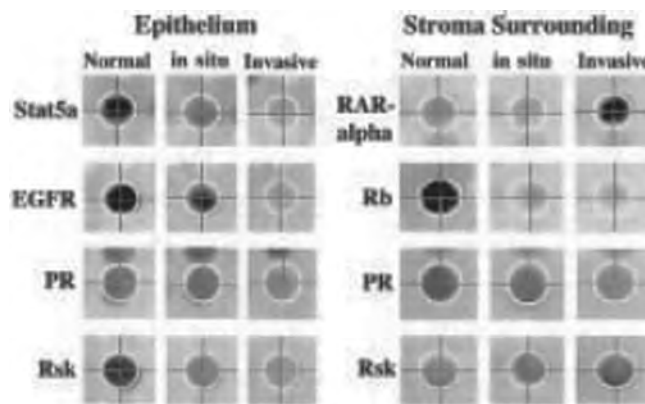 Epithelium
Stroma Surrounding
Normal in situ Invasive
Normal in situ Invasive
Stat5a
RAR-
alpha
EGFR
Rb
PR
PR
Rsk
Rsk